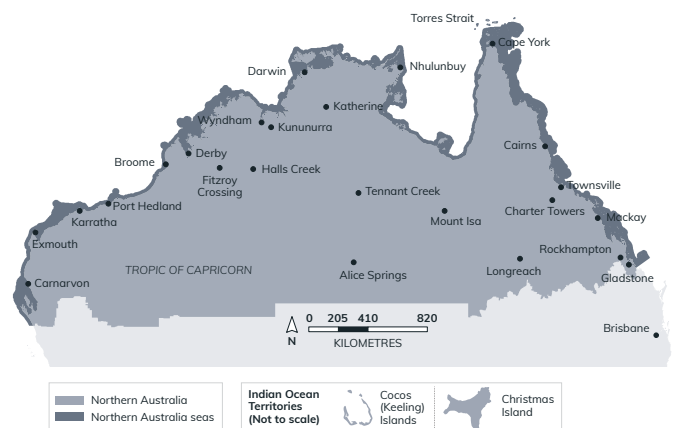 Torres Strait
Cape York
Darwin
Nhulunbuy
Katherine
Wyndham
Kununurra
Cairns
Derby
Broome
Halls Creek
Fitzroy
Crossing
Tennant Creek
Townsville
Port Hedland
Charter Towers
Karratha
Mount Isa
Mackay
Exmouth
Rockhampton
TROPIC OF CAPRICORN
Alice Springs
Longreach
Gladstone
Carnarvon
0 205 410 820
N
KILOMETRES
Brisbane
Northern Australia
Northern Australia seas
Indian Ocean
Territories
(Not to scale)
Cocos
(Keeling)
Islands
Christmas
Island